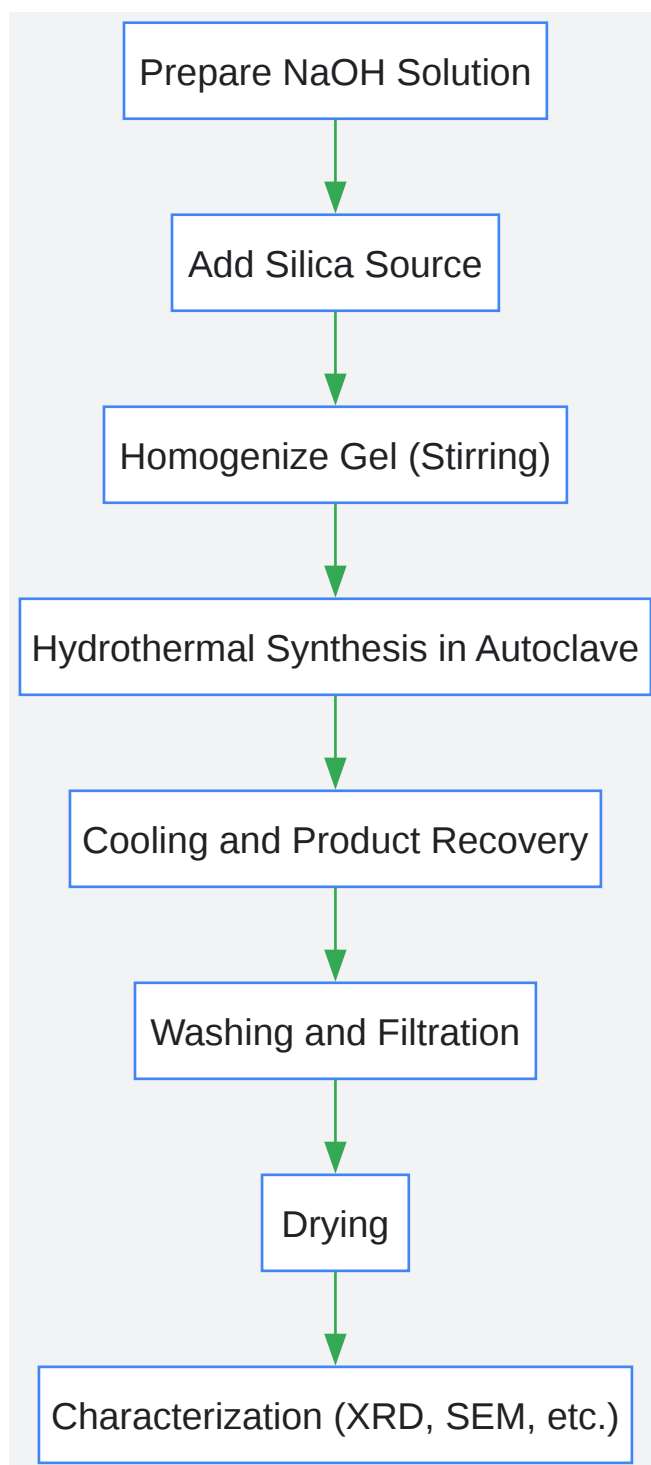 Prepare NaOH Solution
Add Silica Source
Homogenize Gel (Stirring)
Hydrothermal Synthesis in Autoclave
Cooling and Product Recovery
Washing and Filtration
Drying
Characterization (XRD, SEM, etc.)